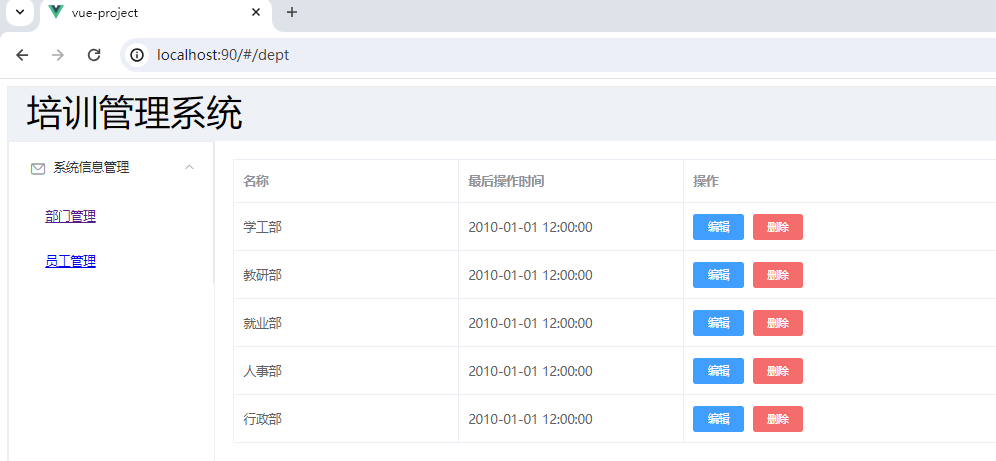 vue-project
localhost:90/#/dept
培训管理系统
系统信息管理
部门管理
员工管理
名称 最后操作时间 操作
学工部 2010-01-01 12:00:00 编辑 删除
教研部 2010-01-01 12:00:00 编辑 删除
就业部 2010-01-01 12:00:00 编辑 删除
人事部 2010-01-01 12:00:00 编辑 删除
行政部 2010-01-01 12:00:00 编辑 删除